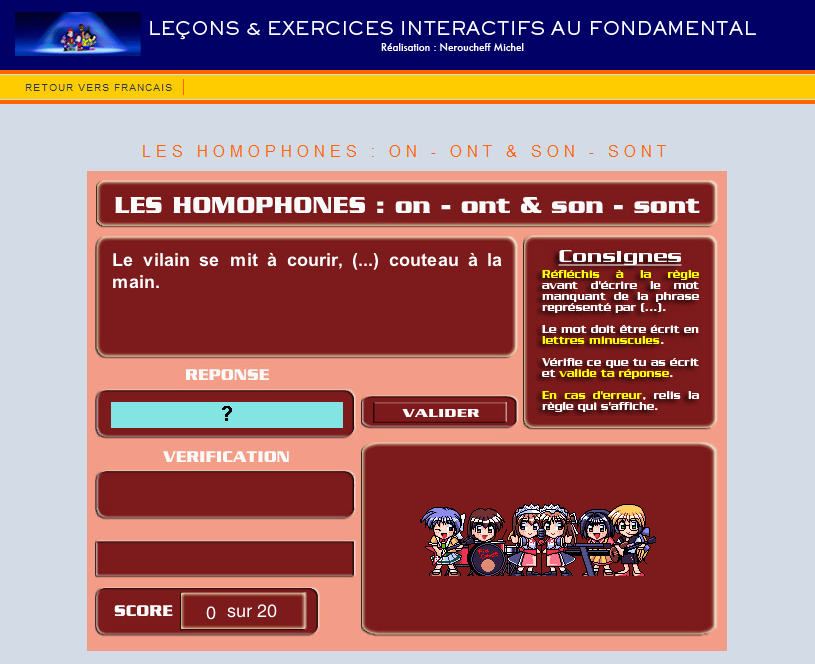 LEÇONS & EXERCICES INTERACTIFS AU FONDAMENTAL
Réalisation : Neroucheff Michel
RETOUR VERS FRANCAIS
LES HOMOPHONES : ON - ONT & SON - SONT
LES HOMOPHONES : on - ont & son - sont
Le vilain se mit à courir, (...) couteau à la
main.
Consignes
Réfléchis à la règle
avant d'écrire le mot
manquant de la phrase
représenté par (...).
Le mot doit être écrit en
lettres minuscules.
Vérifie ce que tu as écrit
et valide ta réponse.
En cas d'erreur, relis la
règle qui s'affiche.
REPONSE
?
VALIDER
VERIFICATION
SCORE 0 sur 20